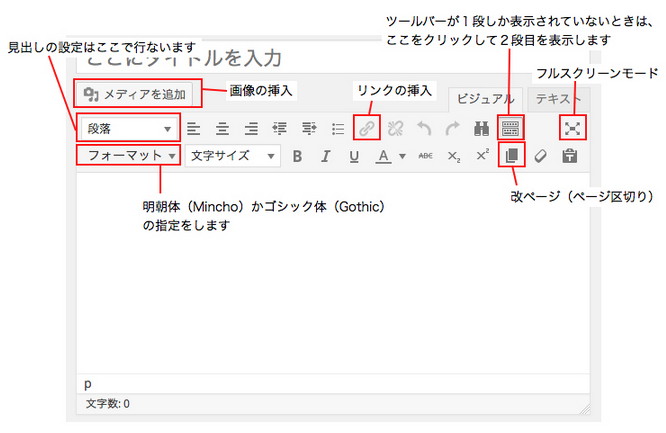 ツールバーが１段しか表示されていないときは、
ここをクリックして２段目を表示します
見出しの設定はここで行ないます
ここにタイトルを入力
フルスクリーンモード
メディアを追加
画像の挿入
リンクの挿入
ビジュアル
テキスト
段落
フォーマット
文字サイズ
B I U A ABC X₂ X² T
改ページ（ページ区切り）
明朝体（Mincho）かゴシック体（Gothic）
の指定をします
p
文字数: 0